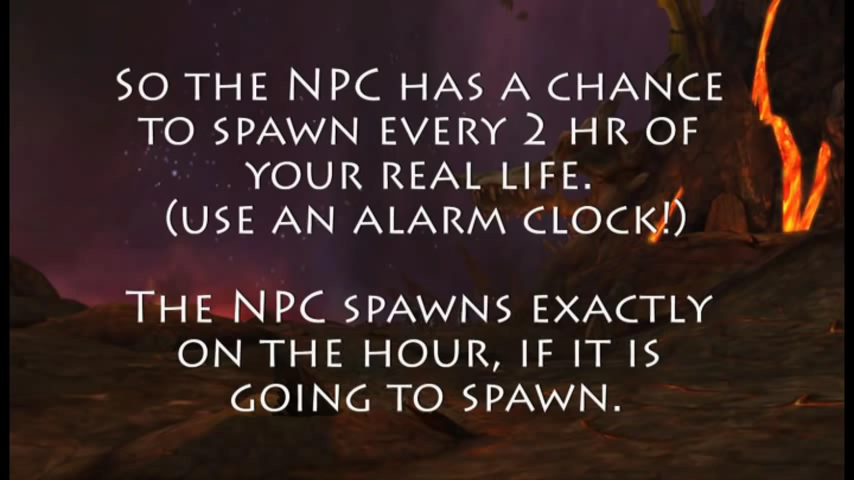 So the NPC has a chance
to spawn every 2 hr of
your real life.
(use an alarm clock!)
The NPC spawns exactly
on the hour, if it is
going to spawn.